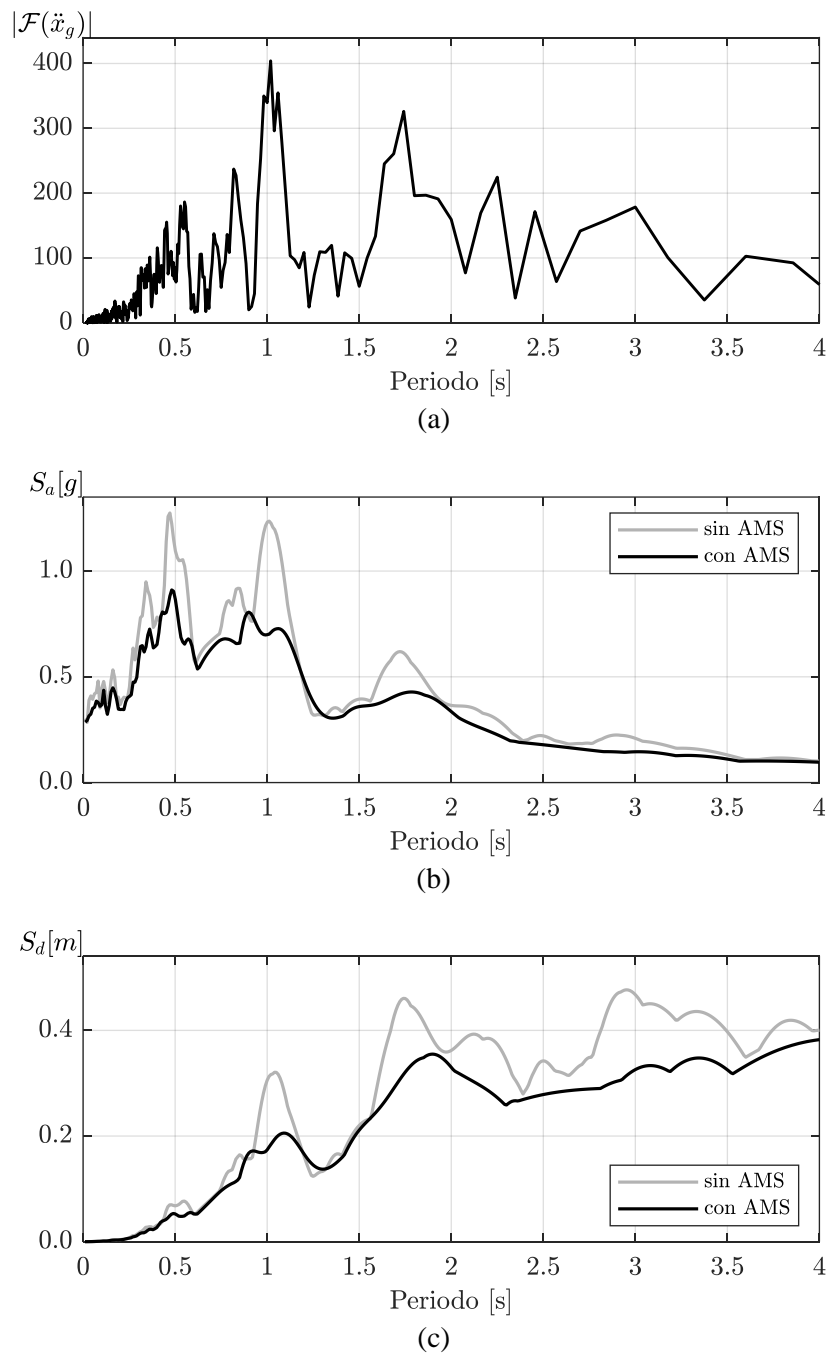 |ℱ(ẍ_g)|
400
300
200
100
0
0 0.5 1 1.5 2 2.5 3 3.5 4
Periodo [s]
(a)
S_a[g]
sin AMS
con AMS
1.0
0.5
0.0
0 0.5 1 1.5 2 2.5 3 3.5 4
Periodo [s]
(b)
S_d[m]
0.4
0.2
sin AMS
con AMS
0.0
0 0.5 1 1.5 2 2.5 3 3.5 4
Periodo [s]
(c)